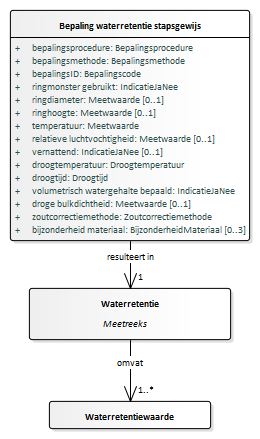 Bepaling waterretentie stapsgewijs
+ bepalingsprocedure: Bepalingsprocedure
+ bepalingsmethode: Bepalingsmethode
+ bepalingsID: Bepalingscode
+ ringmonster gebruikt: IndicatieJaNee
+ ringdiameter: Meetwaarde [0..1]
+ ringhoogte: Meetwaarde [0..1]
+ temperatuur: Meetwaarde
+ relatieve luchtvochtigheid: Meetwaarde [0..1]
+ vernattend: IndicatieJaNee [0..1]
+ droogtemperatuur: Droogtemperatuur
+ droogtijd: Droogtijd
+ volumetrisch watergehalte bepaald: IndicatieJaNee
+ droge bulkdichtheid: Meetwaarde [0..1]
+ zoutcorrectiemethode: Zoutcorrectiemethode
+ bijzonderheid materiaal: BijzonderheidMateriaal [0..3]
resulteert in
/1
Waterretentie
Meetreeks
omvat
/1..*
Waterretentiewaarde